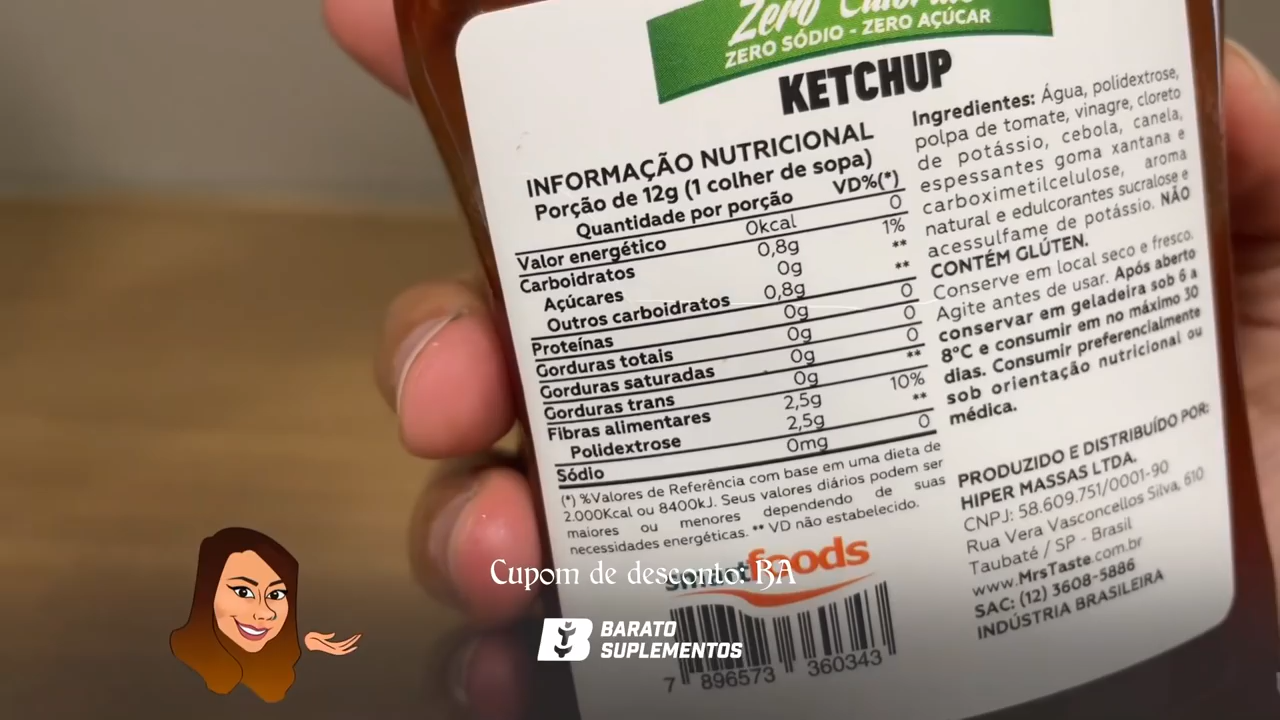 Zero Calorias
ZERO SÓDIO - ZERO AÇÚCAR
KETCHUP
INFORMAÇÃO NUTRICIONAL
Porção de 12g (1 colher de sopa)
Quantidade por porção VD%(*)
Valor energético 0kcal 0
Carboidratos 0,8g 1%
Açúcares 0g **
Outros carboidratos 0,8g **
Proteínas 0g 0
Gorduras totais 0g 0
Gorduras saturadas 0g 0
Gorduras trans 0g **
Fibras alimentares 2,5g 10%
Polidextrose 2,5g **
Sódio 0mg 0
(*) %Valores de Referência com base em uma dieta de
2.000Kcal ou 8400kJ. Seus valores diários podem ser
maiores ou menores dependendo de suas
necessidades energéticas. ** VD não estabelecido.
Ingredientes: Água, polidextrose,
polpa de tomate, vinagre, cloreto
de potássio, cebola, canela,
espessantes goma xantana e
carboximetilcelulose, aroma
natural e edulcorantes sucralose e
acessulfame de potássio. NÃO
CONTÉM GLÚTEN.
Conserve em local seco e fresco.
Agite antes de usar. Após aberto
conservar em geladeira sob 6 a
8ºC e consumir em no máximo 30
dias. Consumir preferencialmente
sob orientação nutricional ou
médica.
PRODUZIDO E DISTRIBUÍDO POR:
HIPER MASSAS LTDA.
CNPJ: 58.609.751/0001-90
Rua Vera Vasconcellos Silva, 610
Taubaté / SP - Brasil
www.MrsTaste.com.br
SAC: (12) 3608-5886
INDÚSTRIA BRASILEIRA
smartfoods
Cupom de desconto: BA
BARATO
SUPLEMENTOS
7 896573 360343